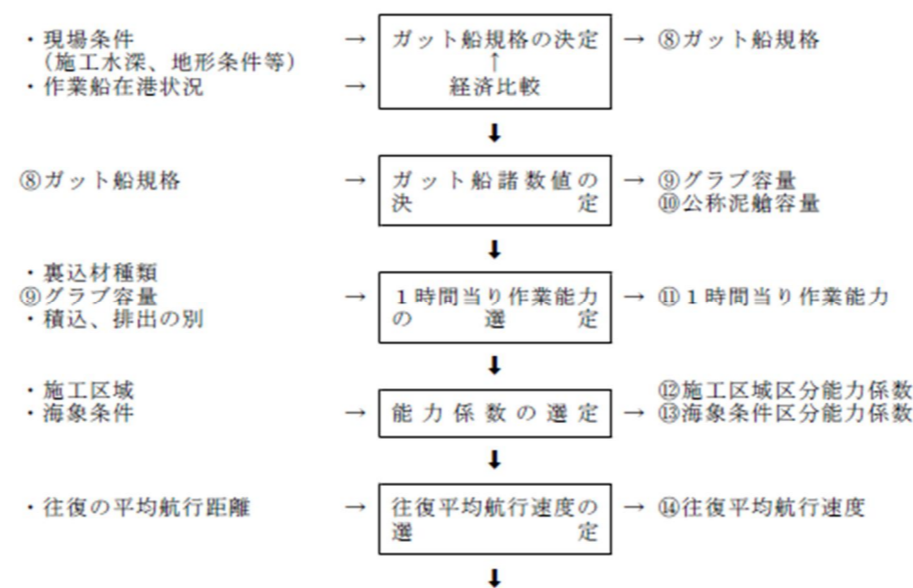 ・現場条件 → ガット船規格の決定 → ⑧ガット船規格
（施工水深、地形条件等） ↑
・作業船在港状況 → 経済比較
⬇
⑧ガット船規格 → ガット船諸数値の → ⑨グラブ容量
決定 ⑩公称泥艙容量
⬇
・裏込材種類
⑨グラブ容量 → １時間当り作業能力 → ⑪１時間当り作業能力
・積込、排出の別 の選定
⬇
・施工区域 ⑫施工区域区分能力係数
・海象条件 → 能力係数の選定 → ⑬海象条件区分能力係数
⬇
・往復の平均航行距離 → 往復平均航行速度の → ⑭往復平均航行速度
選定
⬇